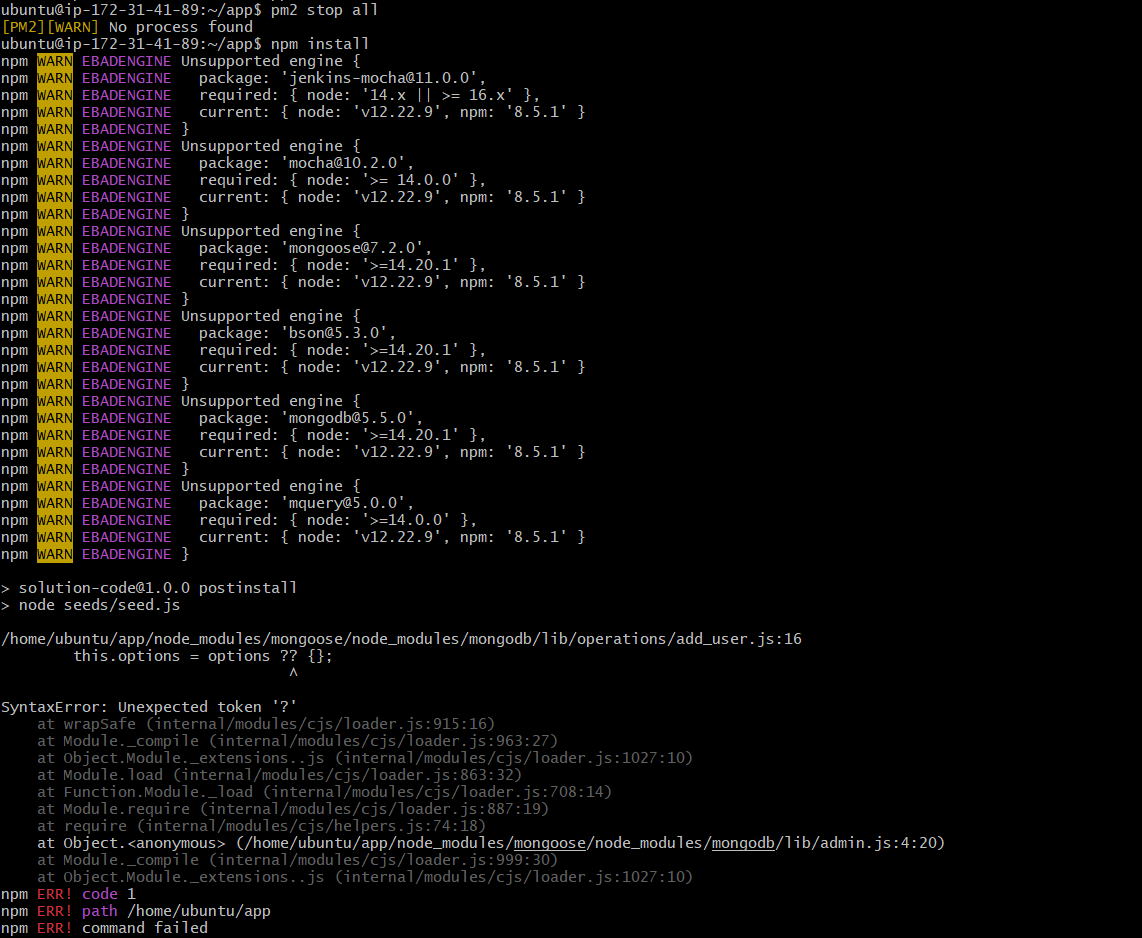 ubuntu@ip-172-31-41-89:~/app$ pm2 stop all
[PM2][WARN] No process found
ubuntu@ip-172-31-41-89:~/app$ npm install
npm WARN EBADENGINE Unsupported engine {
npm WARN EBADENGINE   package: 'jenkins-mocha@11.0.0',
npm WARN EBADENGINE   required: { node: '14.x || >= 16.x' },
npm WARN EBADENGINE   current: { node: 'v12.22.9', npm: '8.5.1' }
npm WARN EBADENGINE }
npm WARN EBADENGINE Unsupported engine {
npm WARN EBADENGINE   package: 'mocha@10.2.0',
npm WARN EBADENGINE   required: { node: '>= 14.0.0' },
npm WARN EBADENGINE   current: { node: 'v12.22.9', npm: '8.5.1' }
npm WARN EBADENGINE }
npm WARN EBADENGINE Unsupported engine {
npm WARN EBADENGINE   package: 'mongoose@7.2.0',
npm WARN EBADENGINE   required: { node: '>=14.20.1' },
npm WARN EBADENGINE   current: { node: 'v12.22.9', npm: '8.5.1' }
npm WARN EBADENGINE }
npm WARN EBADENGINE Unsupported engine {
npm WARN EBADENGINE   package: 'bson@5.3.0',
npm WARN EBADENGINE   required: { node: '>=14.20.1' },
npm WARN EBADENGINE   current: { node: 'v12.22.9', npm: '8.5.1' }
npm WARN EBADENGINE }
npm WARN EBADENGINE Unsupported engine {
npm WARN EBADENGINE   package: 'mongodb@5.5.0',
npm WARN EBADENGINE   required: { node: '>=14.20.1' },
npm WARN EBADENGINE   current: { node: 'v12.22.9', npm: '8.5.1' }
npm WARN EBADENGINE }
npm WARN EBADENGINE Unsupported engine {
npm WARN EBADENGINE   package: 'mquery@5.0.0',
npm WARN EBADENGINE   required: { node: '>=14.0.0' },
npm WARN EBADENGINE   current: { node: 'v12.22.9', npm: '8.5.1' }
npm WARN EBADENGINE }
> solution-code@1.0.0 postinstall
> node seeds/seed.js
/home/ubuntu/app/node_modules/mongoose/node_modules/mongodb/lib/operations/add_user.js:16
        this.options = options ?? {};
                                ^
SyntaxError: Unexpected token '?'
    at wrapSafe (internal/modules/cjs/loader.js:915:16)
    at Module._compile (internal/modules/cjs/loader.js:963:27)
    at Object.Module._extensions..js (internal/modules/cjs/loader.js:1027:10)
    at Module.load (internal/modules/cjs/loader.js:863:32)
    at Function.Module._load (internal/modules/cjs/loader.js:708:14)
    at Module.require (internal/modules/cjs/loader.js:887:19)
    at require (internal/modules/cjs/helpers.js:74:18)
    at Object.<anonymous> (/home/ubuntu/app/node_modules/mongoose/node_modules/mongodb/lib/admin.js:4:20)
    at Module._compile (internal/modules/cjs/loader.js:999:30)
    at Object.Module._extensions..js (internal/modules/cjs/loader.js:1027:10)
npm ERR! code 1
npm ERR! path /home/ubuntu/app
npm ERR! command failed